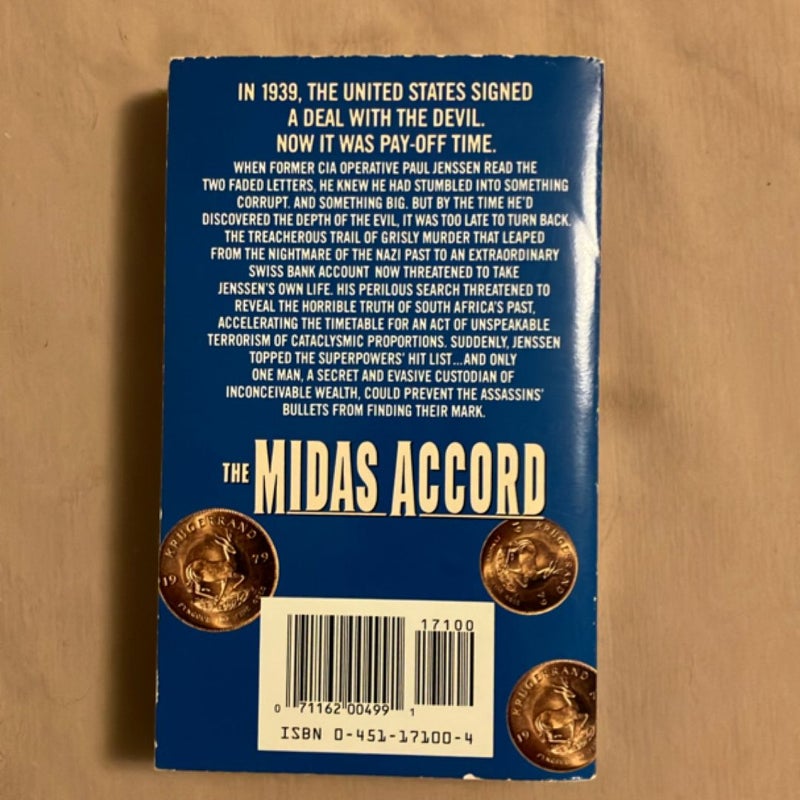 IN 1939, THE UNITED STATES SIGNED
A DEAL WITH THE DEVIL.
NOW IT WAS PAY-OFF TIME.
WHEN FORMER CIA OPERATIVE PAUL JENSSEN READ THE
TWO FADED LETTERS, HE KNEW HE HAD STUMBLED INTO SOMETHING
CORRUPT. AND SOMETHING BIG. BUT BY THE TIME HE'D
DISCOVERED THE DEPTH OF THE EVIL, IT WAS TOO LATE TO TURN BACK.
THE TREACHEROUS TRAIL OF GRISLY MURDER THAT LEAPED
FROM THE NIGHTMARE OF THE NAZI PAST TO AN EXTRAORDINARY
SWISS BANK ACCOUNT NOW THREATENED TO TAKE
JENSSEN'S OWN LIFE. HIS PERILOUS SEARCH THREATENED TO
REVEAL THE HORRIBLE TRUTH OF SOUTH AFRICA'S PAST,
ACCELERATING THE TIMETABLE FOR AN ACT OF UNSPEAKABLE
TERRORISM OF CATACLYSMIC PROPORTIONS. SUDDENLY, JENSSEN
TOPPED THE SUPERPOWERS' HIT LIST...AND ONLY
ONE MAN, A SECRET AND EVASIVE CUSTODIAN OF
INCONCEIVABLE WEALTH, COULD PREVENT THE ASSASSINS'
BULLETS FROM FINDING THEIR MARK.
THE MIDAS ACCORD
KRUGERRAND
1979
KRUGERRAND
79
KRUGERRAND
19
17100
0 71162 00499 1
ISBN 0-451-17100-4